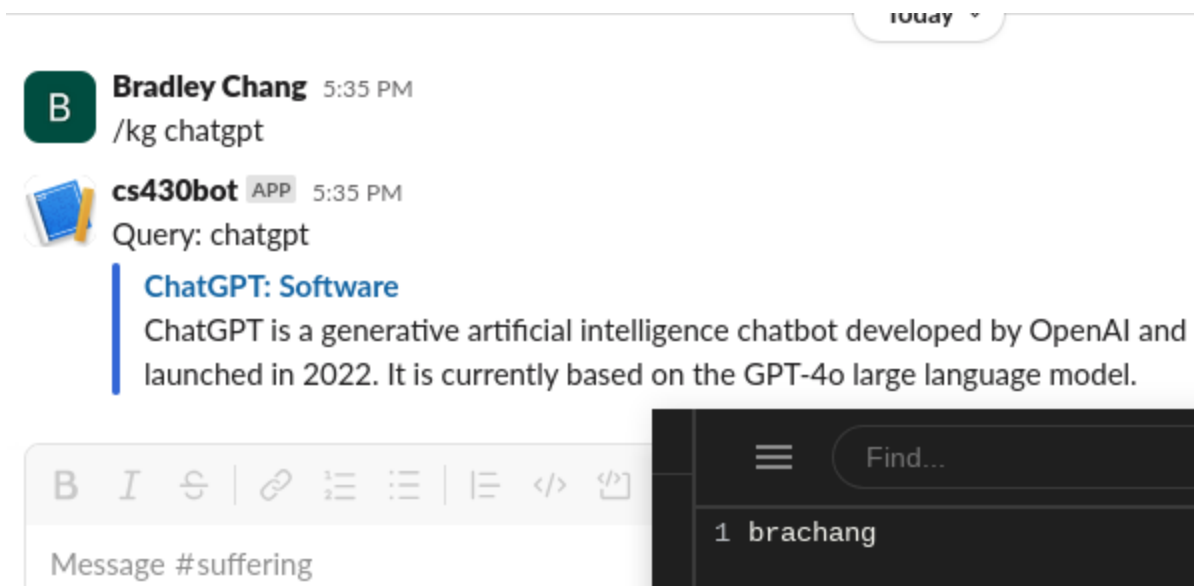 Today
Bradley Chang 5:35 PM
B
/kg chatgpt
cs430bot APP 5:35 PM
Query: chatgpt
ChatGPT: Software
ChatGPT is a generative artificial intelligence chatbot developed by OpenAI and
launched in 2022. It is currently based on the GPT-4o large language model.
Find...
Message #suffering
1 brachang